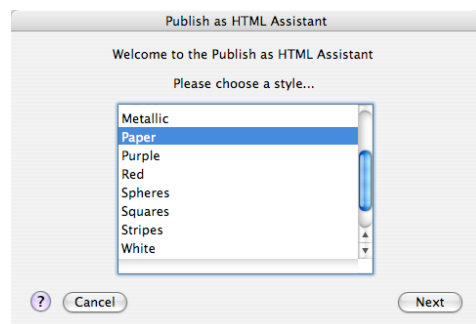 Publish as HTML Assistant
Welcome to the Publish as HTML Assistant
Please choose a style...
Metallic
Paper
Purple
Red
Spheres
Squares
Stripes
White
? Cancel Next